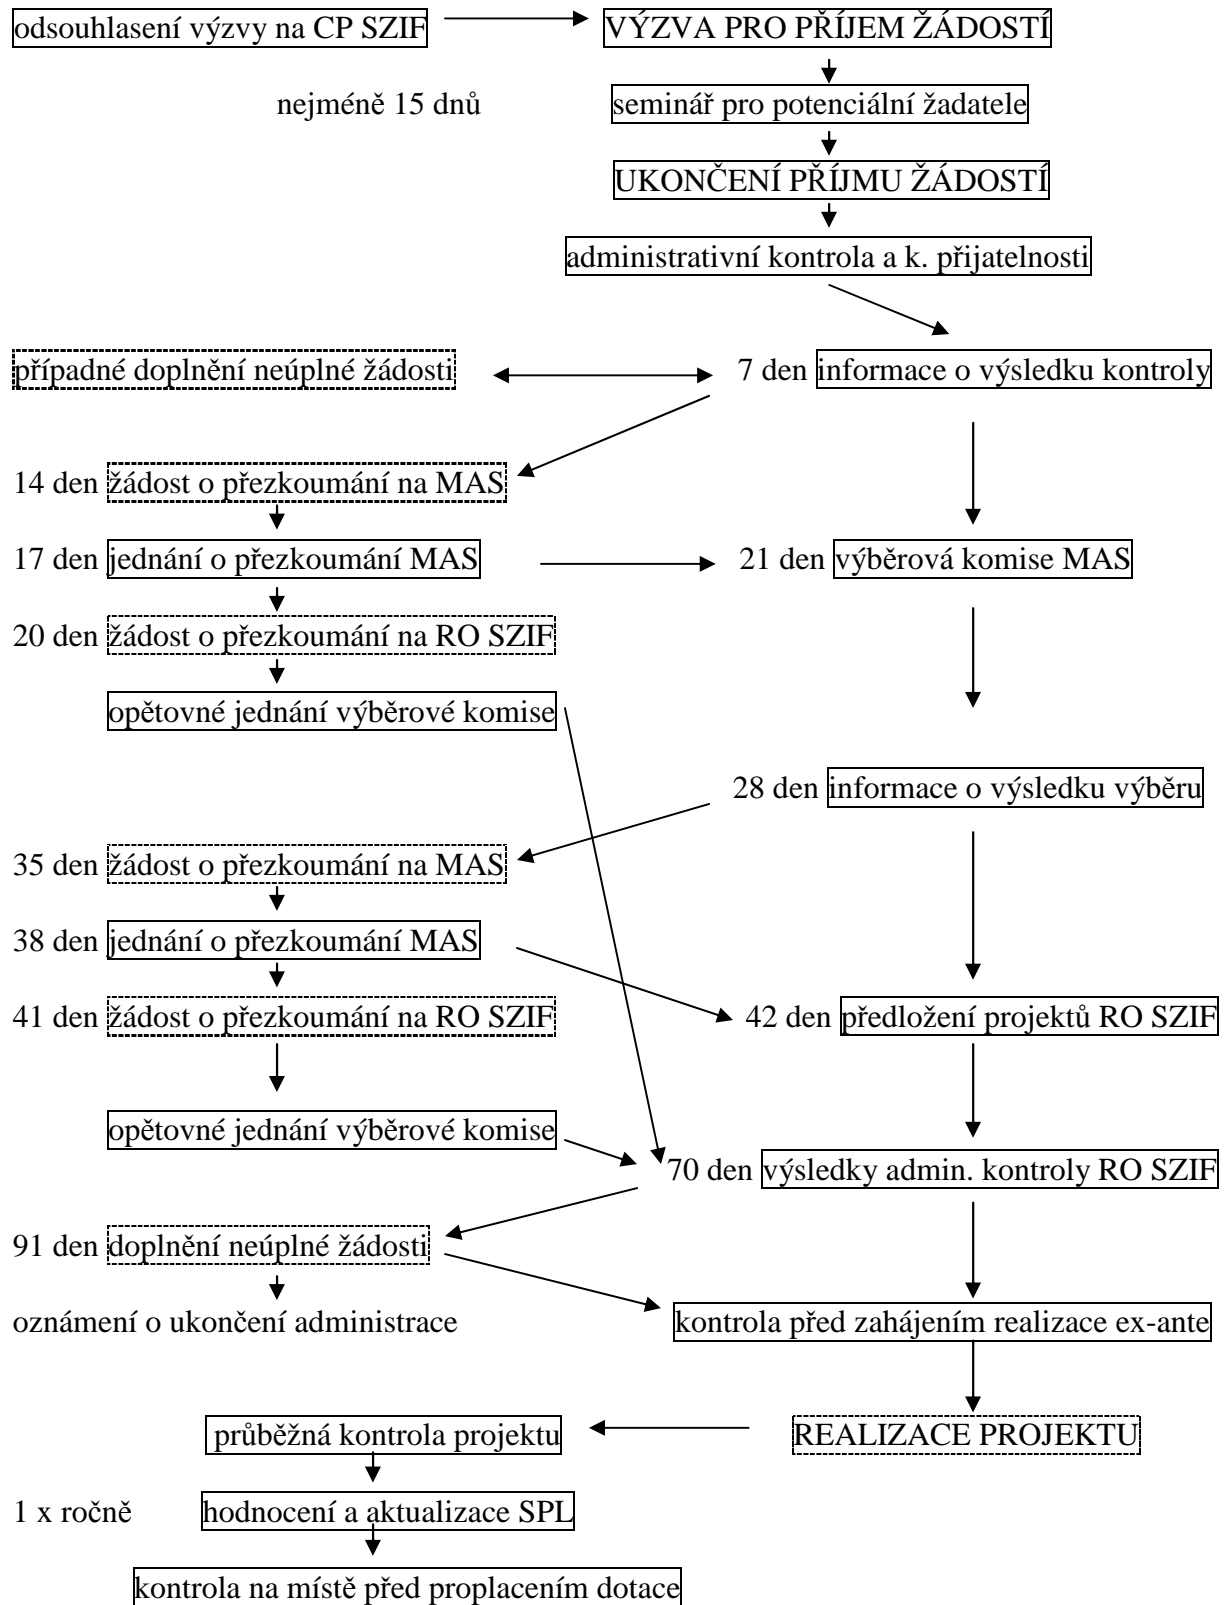 odsouhlasení výzvy na CP SZIF VÝZVA PRO PŘÍJEM ŽÁDOSTÍ
nejméně 15 dnů seminář pro potenciální žadatele
UKONČENÍ PŘÍJMU ŽÁDOSTÍ
administrativní kontrola a k. přijatelnosti
případné doplnění neúplné žádosti 7 den informace o výsledku kontroly
14 den žádost o přezkoumání na MAS
17 den jednání o přezkoumání MAS 21 den výběrová komise MAS
20 den žádost o přezkoumání na RO SZIF
opětovné jednání výběrové komise
28 den informace o výsledku výběru
35 den žádost o přezkoumání na MAS
38 den jednání o přezkoumání MAS
41 den žádost o přezkoumání na RO SZIF 42 den předložení projektů RO SZIF
opětovné jednání výběrové komise
70 den výsledky admin. kontroly RO SZIF
91 den doplnění neúplné žádosti
oznámení o ukončení administrace kontrola před zahájením realizace ex-ante
průběžná kontrola projektu REALIZACE PROJEKTU
1 x ročně hodnocení a aktualizace SPL
kontrola na místě před proplacením dotace